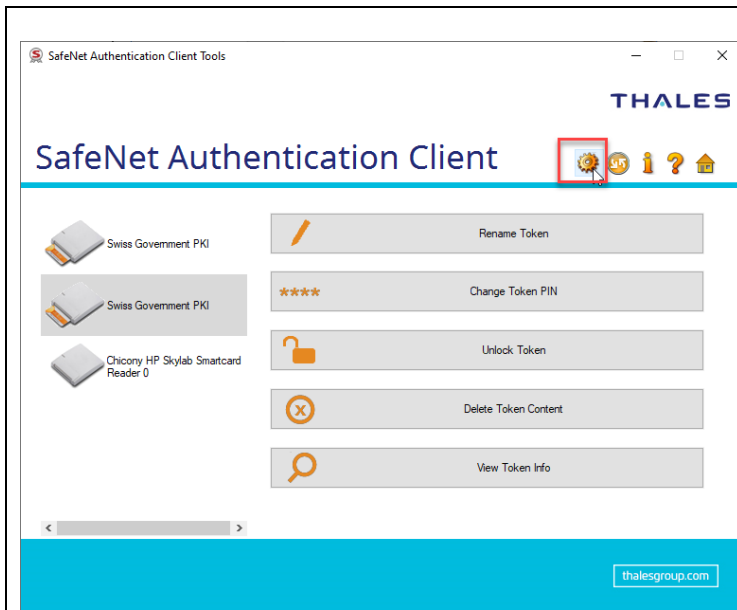 SafeNet Authentication Client Tools
THALES
SafeNet Authentication Client
Swiss Government PKI
Swiss Government PKI
Chicony HP Skylab Smartcard
Reader 0
Rename Token
****
Change Token PIN
Unlock Token
Delete Token Content
View Token Info
thalesgroup.com